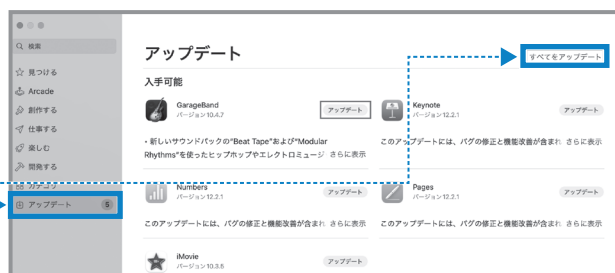 検索
見つける
Arcade
創作する
仕事する
楽しむ
開発する
カテゴリ
アップデート 5
アップデート
すべてをアップデート
入手可能
GarageBand
バージョン10.4.7
アップデート
・新しいサウンドパックの"Beat Tape"および"Modular
Rhythms"を使ったヒップホップやエレクトロミュージ さらに表示
Keynote
バージョン12.2.1
アップデート
このアップデートには、バグの修正と機能改善が含まれ さらに表示
Numbers
バージョン12.2.1
アップデート
このアップデートには、バグの修正と機能改善が含まれ さらに表示
Pages
バージョン12.2.1
アップデート
このアップデートには、バグの修正と機能改善が含まれ さらに表示
iMovie
バージョン10.3.6
アップデート